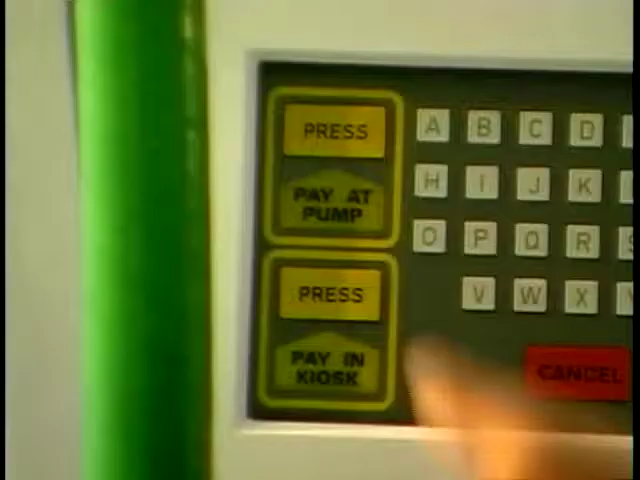 PRESS
PAY AT
PUMP
PRESS
PAY IN
KIOSK
A B C D
H I J K
O P Q R S
V W X
CANCEL